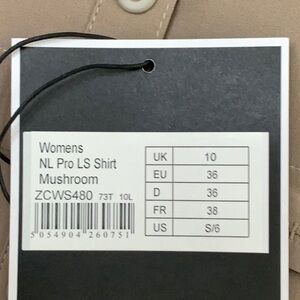 Womens
NL Pro LS Shirt
Mushroom
ZCWS480 73T 10L
5 054904 260751
UK 10
EU 36
D 36
FR 38
US S/6